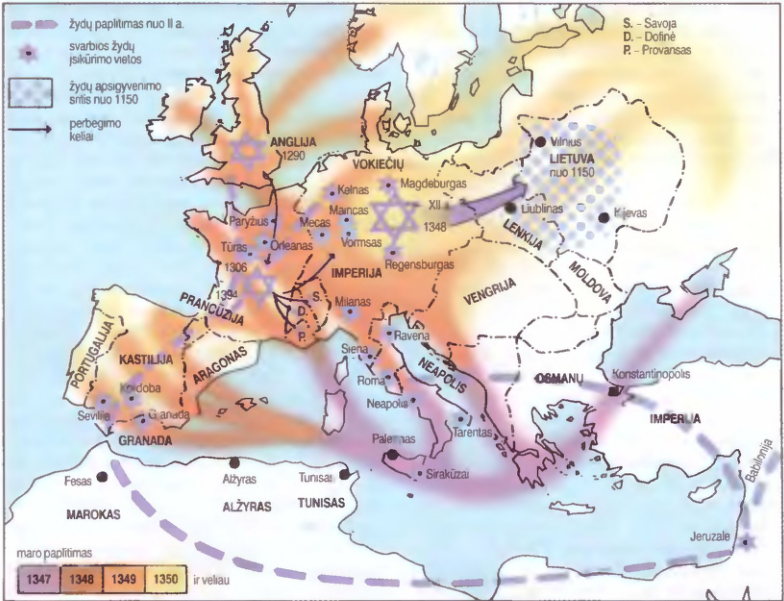 žydų paplitimas nuo II a.
svarbios žydų
įsikūrimo vietos
žydų apsigyvenimo
sritis nuo 1150
perbėgimo
keliai
S. - Savoja
D. - Dofinė
P. - Provansas
ANGLIJA
1290
VOKIEČIŲ
Vilnius
LIETUVA
nuo 1150
Kelnas
Magdeburgas
XII
1348
Liublinas
Kijevas
Paryžius
Maincas
Mecas
Vormsas
Orleanas
Tūras
1306
1394
Regensburgas
LENKIJA
IMPERIJA
MOLDOVA
VENGRIJA
PRANCŪZIJA
S.
D.
P.
Milanas
Ravena
PORTUGALIJA
KASTILIJA
ARAGONAS
Siena
NEAPOLIS
OSMANŲ
Konstantinopolis
Roma
Neapolis
IMPERIJA
Kordoba
Sevilija
Granada
GRANADA
Tarentas
Palermas
Sirakūzai
Babilonija
Fesas
Alžyras
Tunisas
MAROKAS
ALŽYRAS
TUNISAS
Jeruzalė
maro paplitimas
1347 1348 1349 1350 ir vėliau